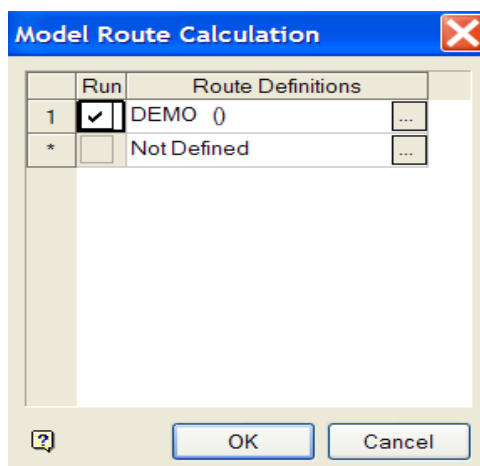 Model Route Calculation
Run Route Definitions
1 DEMO () ...
* Not Defined ...
?
OK Cancel